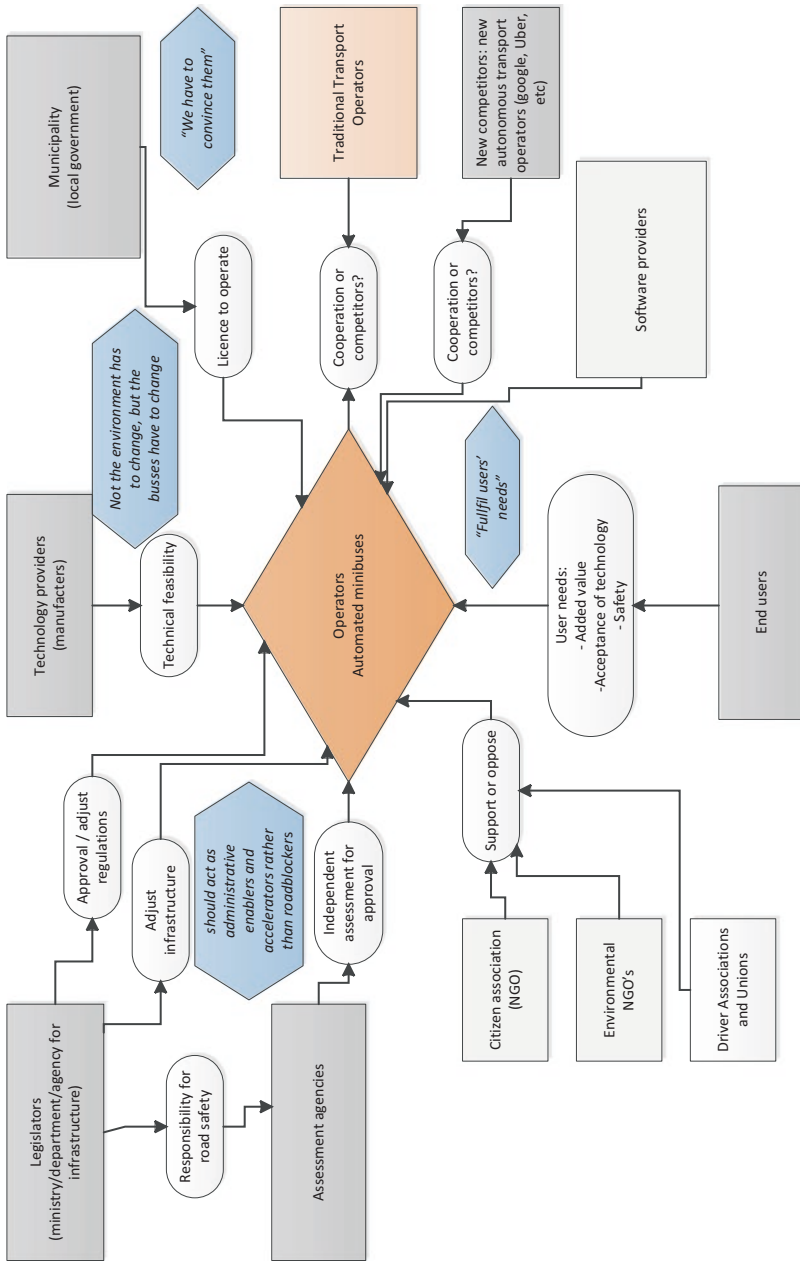 Legislators
(ministry/department/agency for
infrastructure)
Technology providers
(manufacters)
Municipality
(local government)
Approval / adjust
regulations
Not the environment has
to change, but the
busses have to change
"We have to
convince them"
Adjust
infrastructure
Technical feasibility
Responsibility for
road safety
should act as
administrative
enablers and
accelerators rather
than roadblockers
Licence to operate
Assessment agencies
Independent
assessment for
approval
Operators
Automated minibuses
Cooperation or
competitors?
Traditional Transport
Operators
Support or oppose
"Fullfil users'
needs"
Cooperation or
competitors?
New competitors: new
autonomous transport
operators (google, Uber,
etc)
Citizen association
(NGO)
User needs:
- Added value
-Acceptance of technology
- Safety
Environmental
NGO's
Software providers
Driver Associations
and Unions
End users